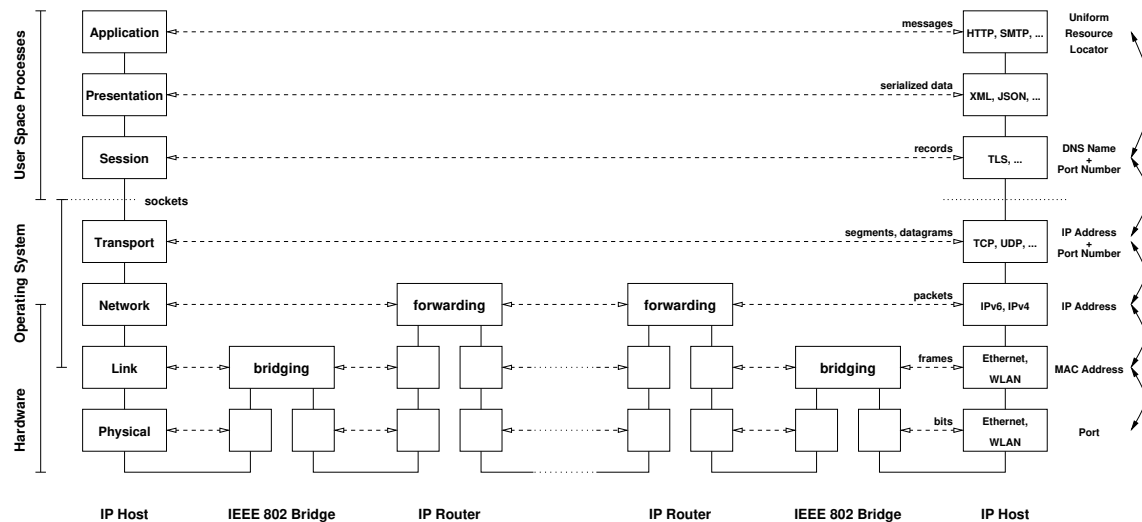 User Space Processes
Operating System
Hardware
Application
messages
HTTP, SMTP, ...
Uniform
Resource
Locator
Presentation
serialized data
XML, JSON, ...
Session
records
TLS, ...
DNS Name
+
Port Number
sockets
Transport
segments, datagrams
TCP, UDP, ...
IP Address
+
Port Number
Network
forwarding
forwarding
packets
IPv6, IPv4
IP Address
Link
bridging
bridging
frames
Ethernet,
WLAN
MAC Address
Physical
bits
Ethernet,
WLAN
Port
IP Host
IEEE 802 Bridge
IP Router
IP Router
IEEE 802 Bridge
IP Host